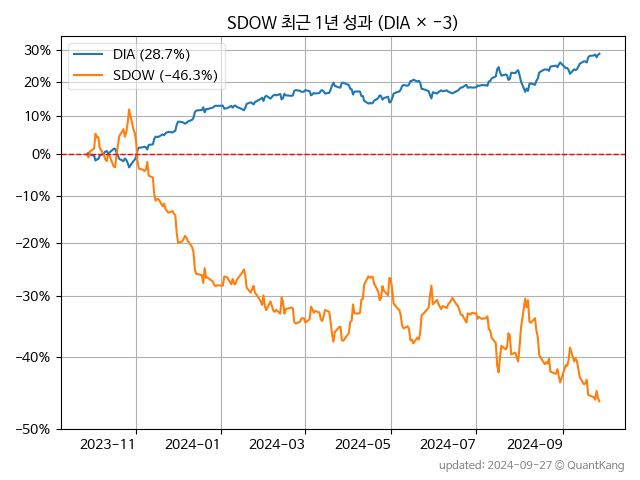 SDOW 최근 1년 성과 (DIA × −3)
DIA (28.7%)
SDOW (−46.3%)
30%
20%
10%
0%
−10%
−20%
−30%
−40%
−50%
2023−11 2024−01 2024−03 2024−05 2024−07 2024−09
updated: 2024-09-27 © QuantKang